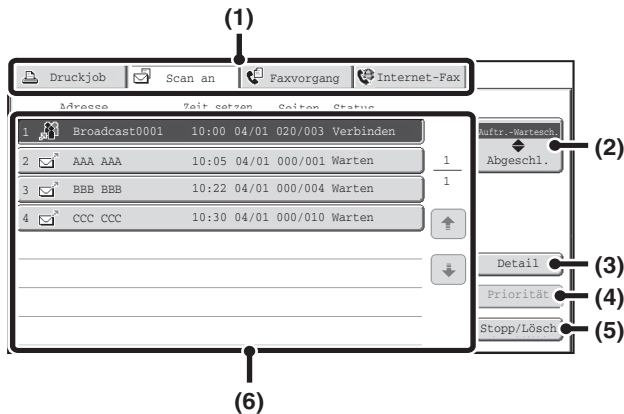 (1)
Druckjob Scan an Faxvorgang Internet-Fax
Adresse Zeit setzen Seiten Status
1 Broadcast0001 10:00 04/01 020/003 Verbinden
2 AAA AAA 10:05 04/01 000/001 Warten
3 BBB BBB 10:22 04/01 000/004 Warten
4 CCC CCC 10:30 04/01 000/010 Warten
1
1
Auftr.-Wartesch.
Abgeschl.
(2)
Detail
(3)
Priorität
(4)
Stopp/Lösch
(5)
(6)